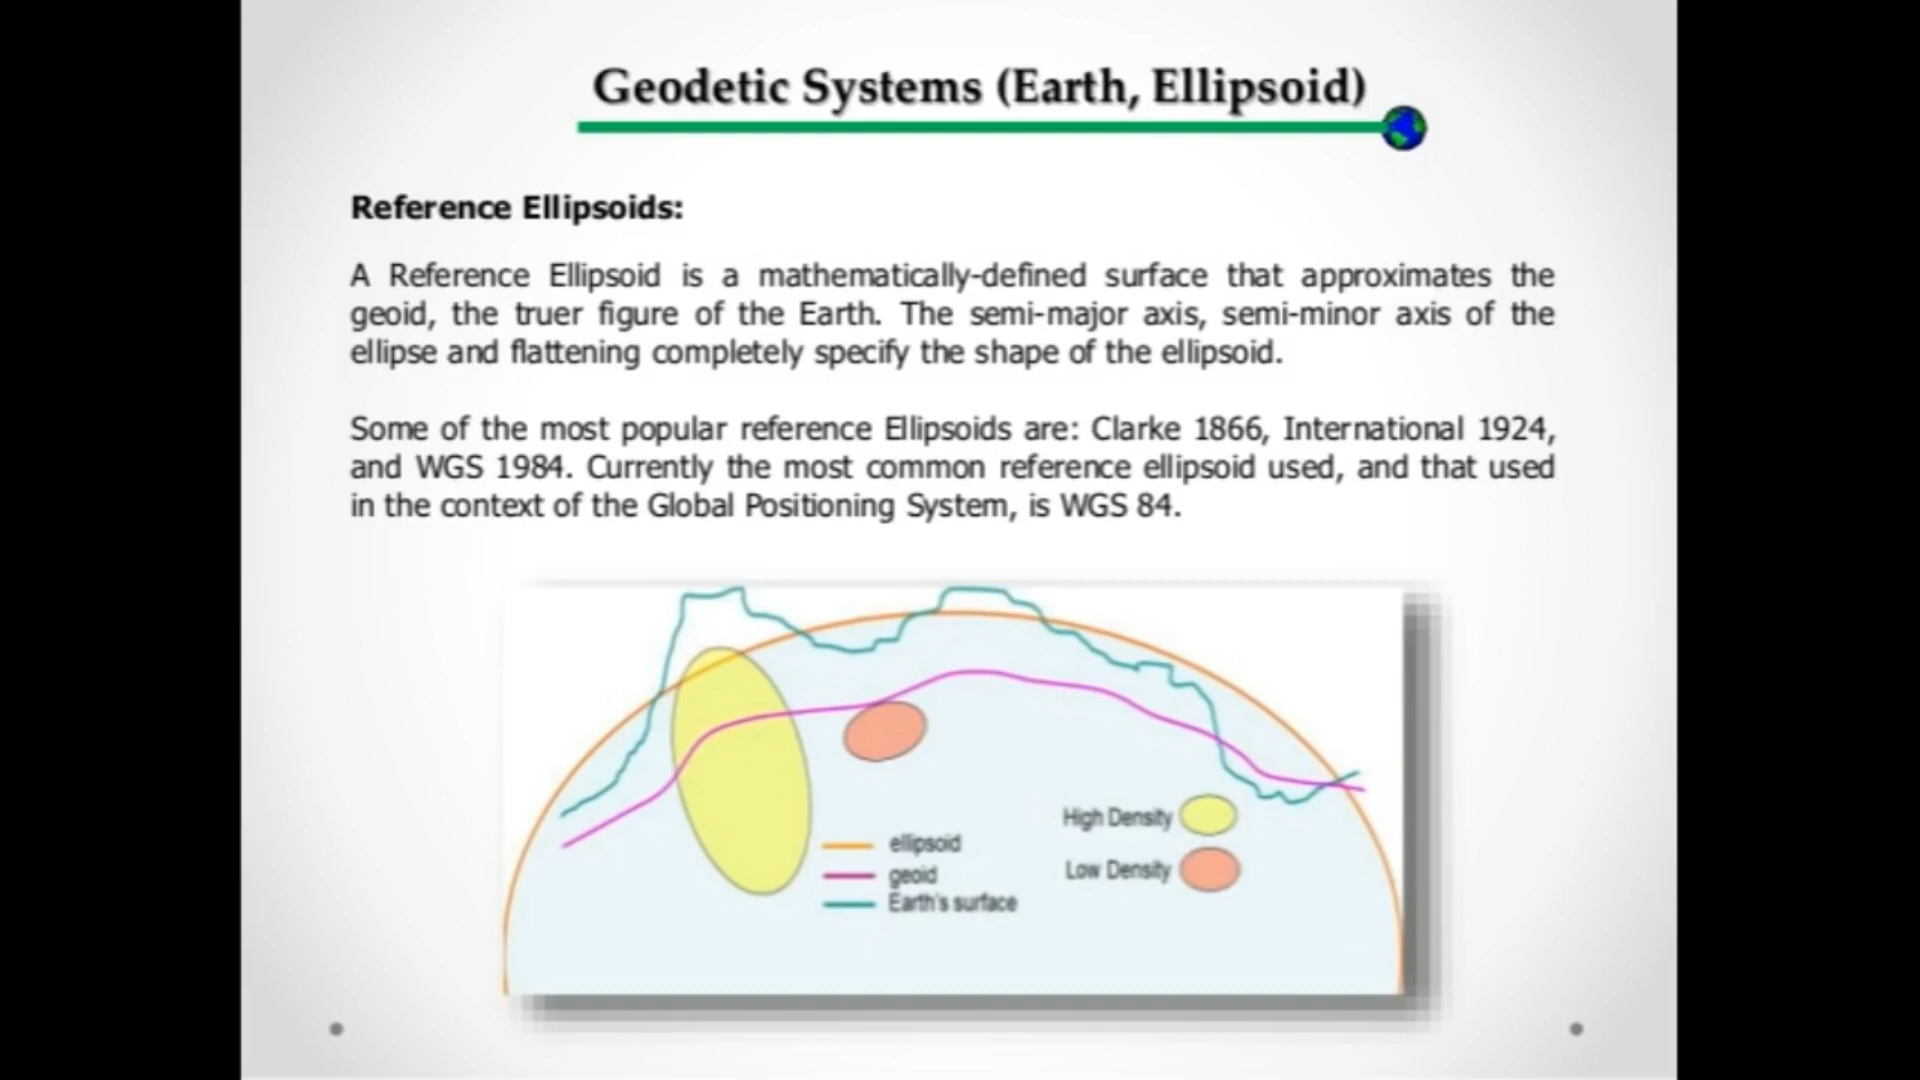 Geodetic Systems (Earth, Ellipsoid)
Reference Ellipsoids:
A Reference Ellipsoid is a mathematically-defined surface that approximates the
geoid, the truer figure of the Earth. The semi-major axis, semi-minor axis of the
ellipse and flattening completely specify the shape of the ellipsoid.
Some of the most popular reference Ellipsoids are: Clarke 1866, International 1924,
and WGS 1984. Currently the most common reference ellipsoid used, and that used
in the context of the Global Positioning System, is WGS 84.
ellipsoid
geoid
Earth's surface
High Density
Low Density